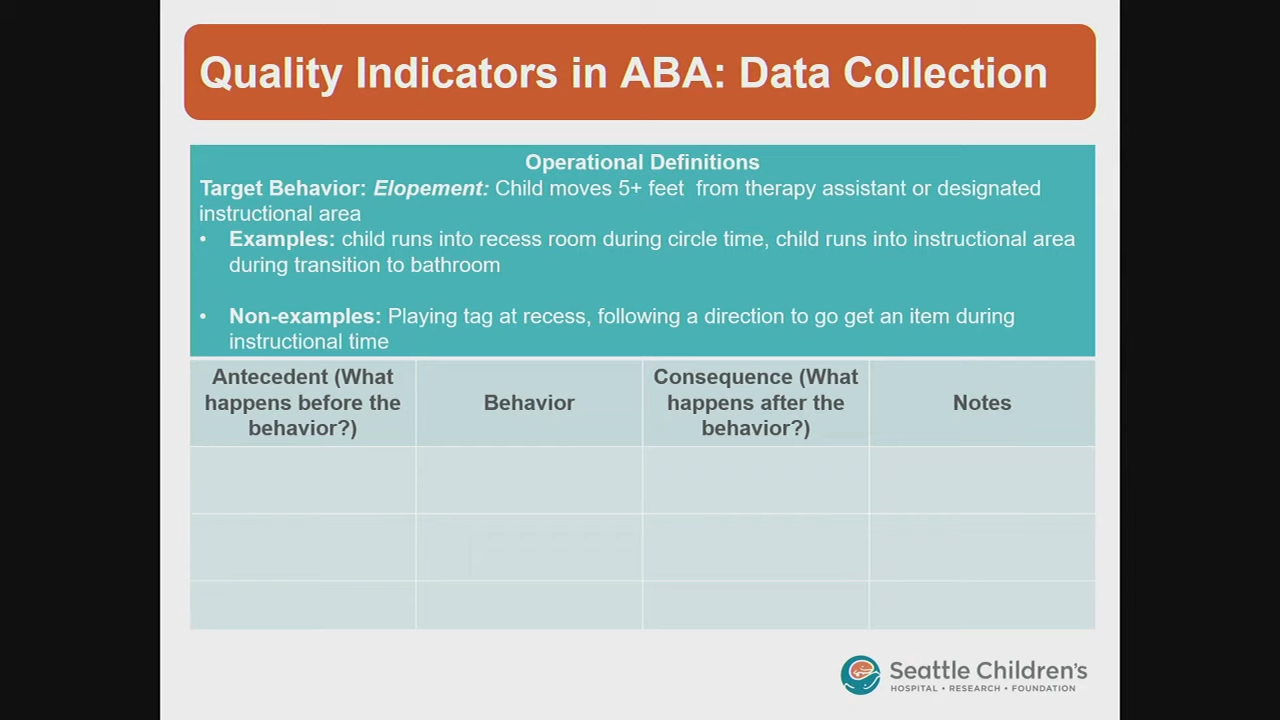 Quality Indicators in ABA: Data Collection
Operational Definitions
Target Behavior: Elopement: Child moves 5+ feet from therapy assistant or designated
instructional area
• Examples: child runs into recess room during circle time, child runs into instructional area
during transition to bathroom
• Non-examples: Playing tag at recess, following a direction to go get an item during
instructional time
Antecedent (What
happens before the
behavior?)
Behavior
Consequence (What
happens after the
behavior?)
Notes
Seattle Children's
HOSPITAL • RESEARCH • FOUNDATION